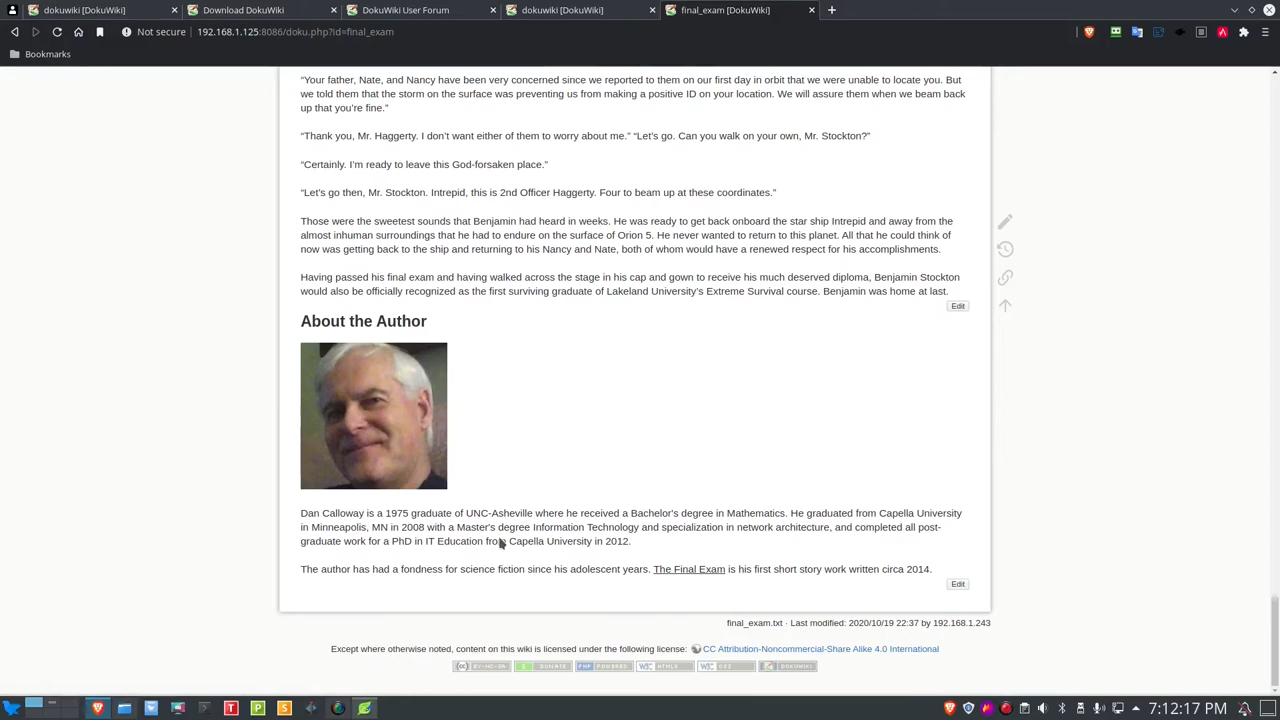 dokuwiki [DokuWiki]
Download DokuWiki
DokuWiki User Forum
dokuwiki [DokuWiki]
final_exam [DokuWiki]
Not secure
192.168.1.125:8086/doku.php?id=final_exam
Bookmarks
“Your father, Nate, and Nancy have been very concerned since we reported to them on our first day in orbit that we were unable to locate you. But
we told them that the storm on the surface was preventing us from making a positive ID on your location. We will assure them when we beam back
up that you’re fine.”
“Thank you, Mr. Haggerty. I don’t want either of them to worry about me.” “Let’s go. Can you walk on your own, Mr. Stockton?”
“Certainly. I’m ready to leave this God-forsaken place.”
“Let’s go then, Mr. Stockton. Intrepid, this is 2nd Officer Haggerty. Four to beam up at these coordinates.”
Those were the sweetest sounds that Benjamin had heard in weeks. He was ready to get back onboard the star ship Intrepid and away from the
almost inhuman surroundings that he had to endure on the surface of Orion 5. He never wanted to return to this planet. All that he could think of
now was getting back to the ship and returning to his Nancy and Nate, both of whom would have a renewed respect for his accomplishments.
Having passed his final exam and having walked across the stage in his cap and gown to receive his much deserved diploma, Benjamin Stockton
would also be officially recognized as the first surviving graduate of Lakeland University’s Extreme Survival course. Benjamin was home at last.
Edit
About the Author
Dan Calloway is a 1975 graduate of UNC-Asheville where he received a Bachelor’s degree in Mathematics. He graduated from Capella University
in Minneapolis, MN in 2008 with a Master’s degree Information Technology and specialization in network architecture, and completed all post-
graduate work for a PhD in IT Education from Capella University in 2012.
The author has had a fondness for science fiction since his adolescent years. The Final Exam is his first short story work written circa 2014.
Edit
final_exam.txt · Last modified: 2020/10/19 22:37 by 192.168.1.243
Except where otherwise noted, content on this wiki is licensed under the following license: CC Attribution-Noncommercial-Share Alike 4.0 International
BY-NC-SA
$ DONATE
PHP POWERED
W3C HTML5
W3C CSS
DOKUWIKI
T
P
S
7:12:17 PM